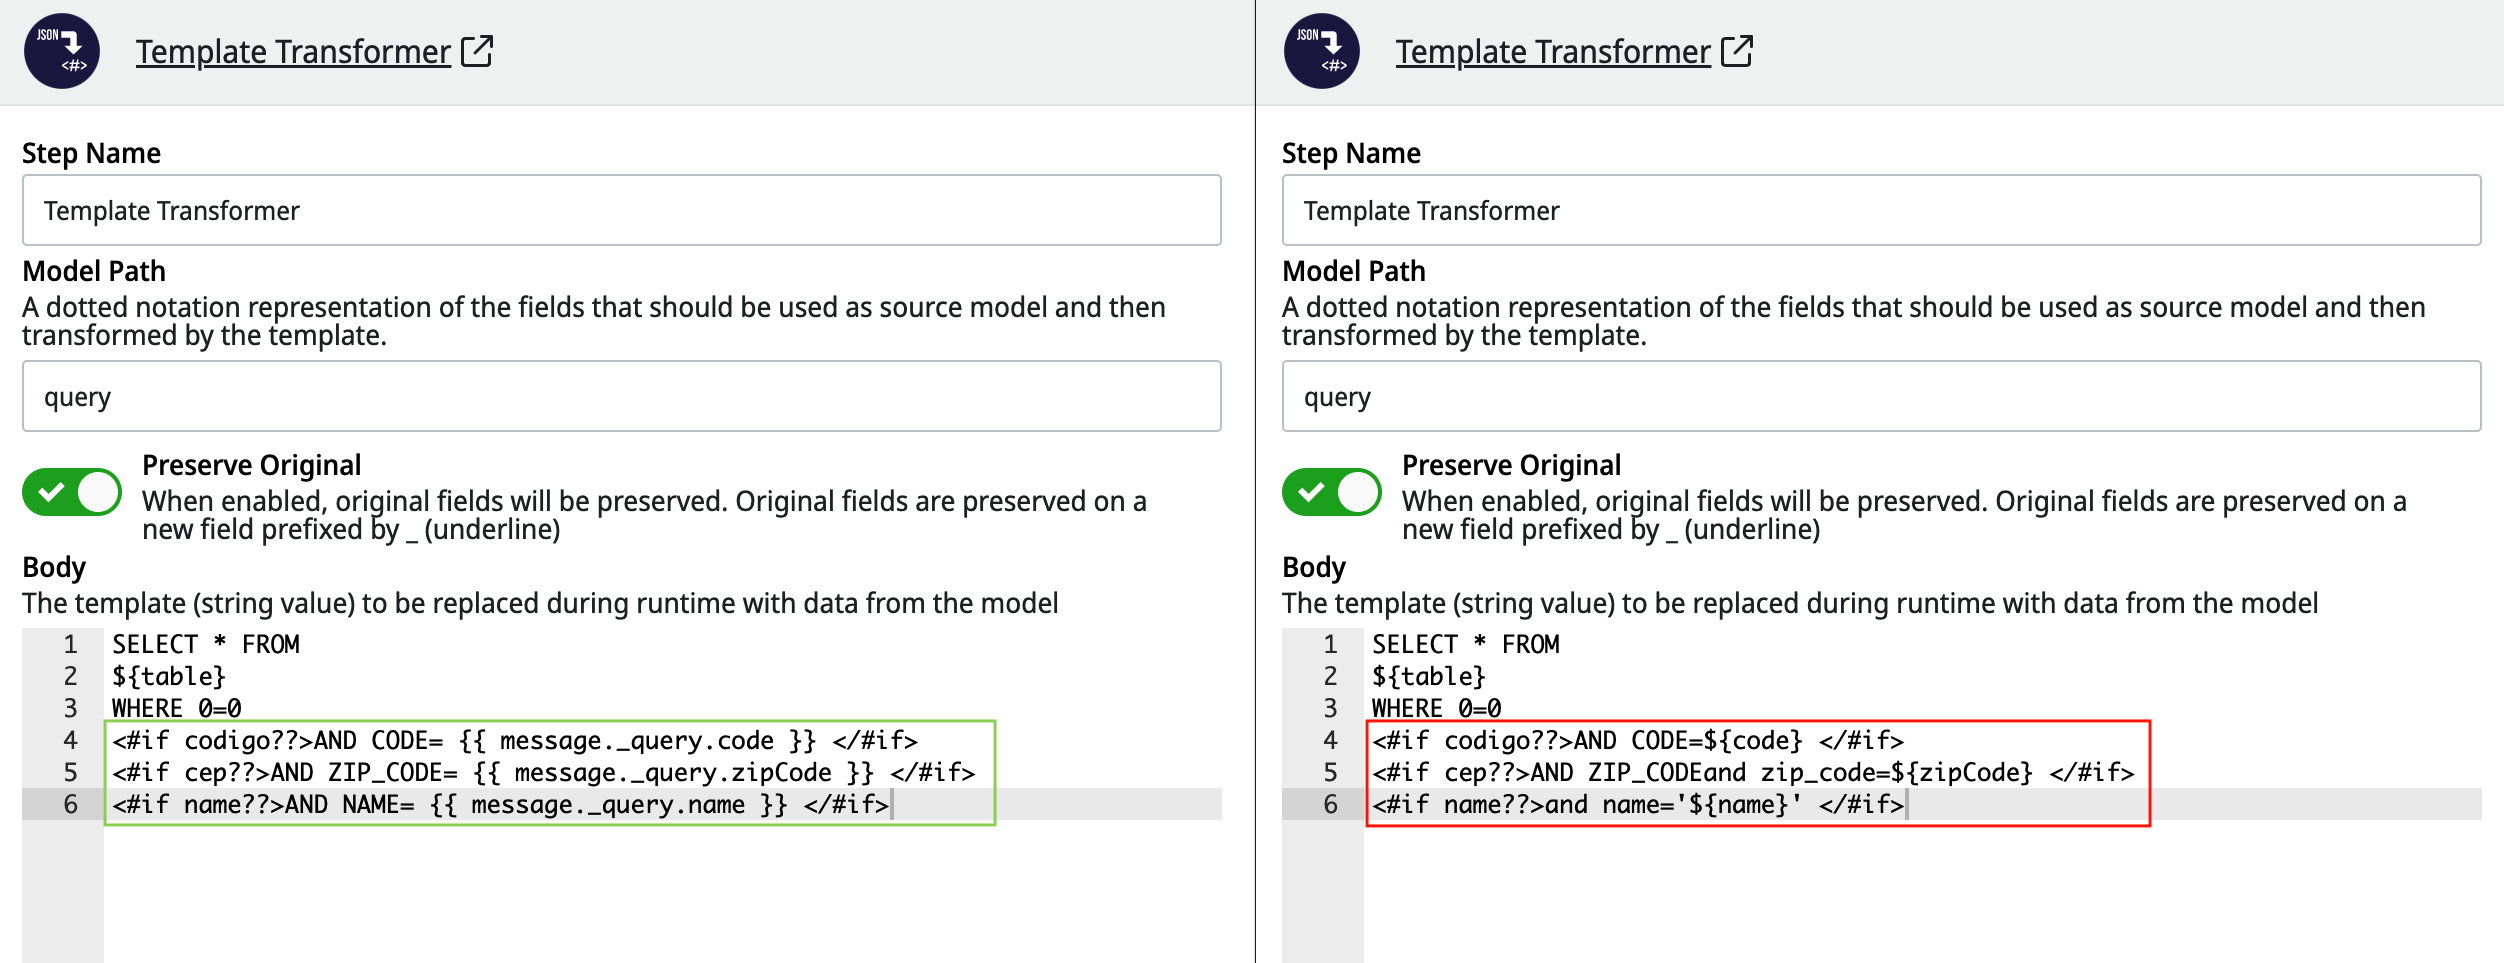 JSON
<#>
Template Transformer
Step Name
Template Transformer
Model Path
A dotted notation representation of the fields that should be used as source model and then
transformed by the template.
query
Preserve Original
When enabled, original fields will be preserved. Original fields are preserved on a
new field prefixed by _ (underline)
Body
The template (string value) to be replaced during runtime with data from the model
1 SELECT * FROM
2 ${table}
3 WHERE 0=0
4 <#if codigo??>AND CODE= {{ message._query.code }} </#if>
5 <#if cep??>AND ZIP_CODE= {{ message._query.zipCode }} </#if>
6 <#if name??>AND NAME= {{ message._query.name }} </#if>
JSON
<#>
Template Transformer
Step Name
Template Transformer
Model Path
A dotted notation representation of the fields that should be used as source model and then
transformed by the template.
query
Preserve Original
When enabled, original fields will be preserved. Original fields are preserved on a
new field prefixed by _ (underline)
Body
The template (string value) to be replaced during runtime with data from the model
1 SELECT * FROM
2 ${table}
3 WHERE 0=0
4 <#if codigo??>AND CODE=${code} </#if>
5 <#if cep??>AND ZIP_CODEand zip_code=${zipCode} </#if>
6 <#if name??>and name='${name}' </#if>